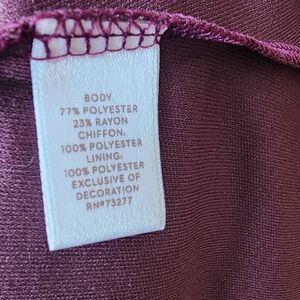 BODY
77% POLYESTER
23% RAYON
CHIFFON:
100% POLYESTER
LINING:
100% POLYESTER
EXCLUSIVE OF
DECORATION
RN#73277